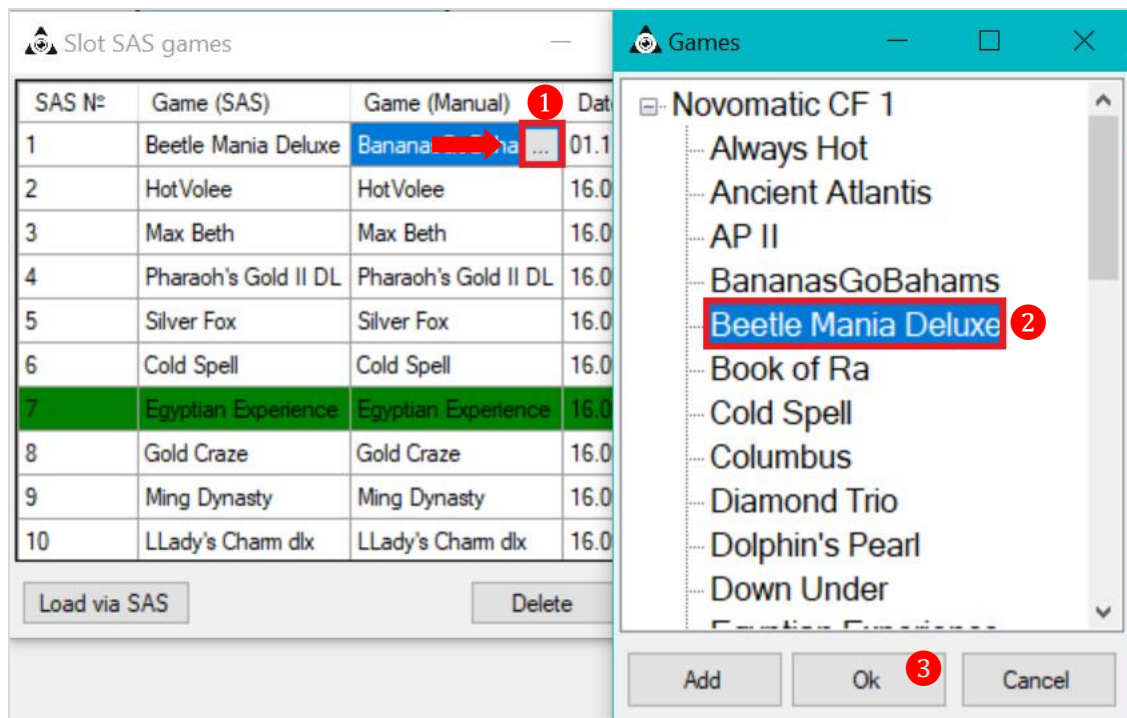 Slot SAS games
SAS Nº Game (SAS) Game (Manual) 1 Dat
1 Beetle Mania Deluxe ... 01.1
2 HotVolee HotVolee 16.0
3 Max Beth Max Beth 16.0
4 Pharaoh's Gold II DL Pharaoh's Gold II DL 16.0
5 Silver Fox Silver Fox 16.0
6 Cold Spell Cold Spell 16.0
7 Egyptian Experience Egyptian Experience 16.0
8 Gold Craze Gold Craze 16.0
9 Ming Dynasty Ming Dynasty 16.0
10 LLady's Charm dlx LLady's Charm dlx 16.0
Load via SAS Delete
Games
Novomatic CF 1
Always Hot
Ancient Atlantis
AP II
BananasGoBahams
Beetle Mania Deluxe 2
Book of Ra
Cold Spell
Columbus
Diamond Trio
Dolphin's Pearl
Down Under
Add Ok 3 Cancel